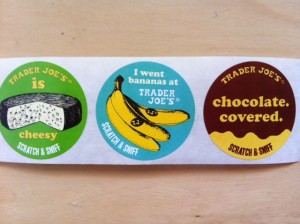 TRADER JOE'S®
is
cheesy
SCRATCH & SNIFF
I went
bananas at
TRADER
JOE'S®
SCRATCH & SNIFF
TRADER JOE'S®
chocolate.
covered.
SCRATCH & SNIFF